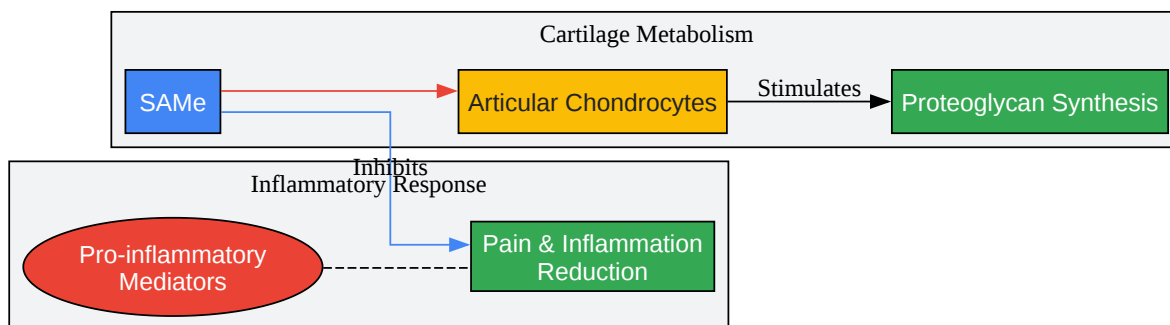 Cartilage Metabolism
SAMe
Articular Chondrocytes
Stimulates
Proteoglycan Synthesis
Inhibits
Inflammatory Response
Pro-inflammatory
Mediators
Pain & Inflammation
Reduction